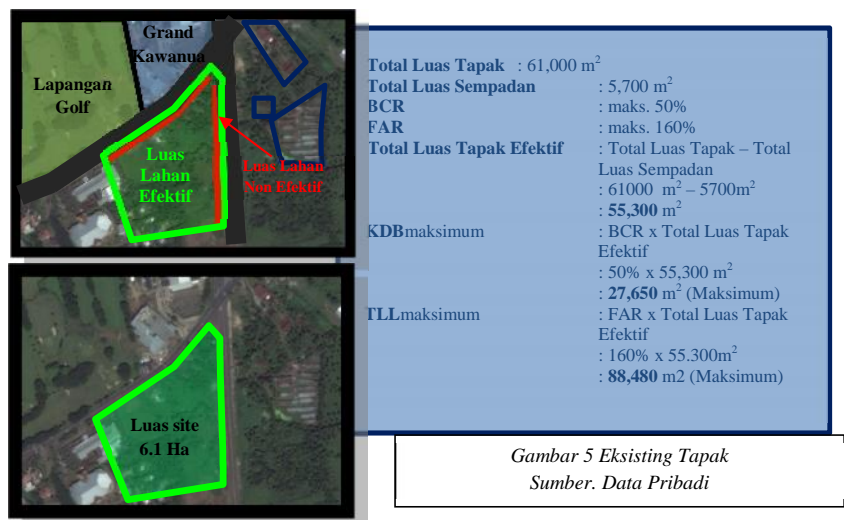 Grand
Kawanua
Lapangan
Golf
Luas
Lahan
Efektif
Luas Lahan
Non Efektif
Luas site
6.1 Ha
Total Luas Tapak : 61,000 m²
Total Luas Sempadan : 5,700 m²
BCR : maks. 50%
FAR : maks. 160%
Total Luas Tapak Efektif : Total Luas Tapak – Total
Luas Sempadan
: 61000 m² – 5700m²
: 55,300 m²
KDBmaksimum : BCR x Total Luas Tapak
Efektif
: 50% x 55,300 m²
: 27,650 m² (Maksimum)
TLLmaksimum : FAR x Total Luas Tapak
Efektif
: 160% x 55.300m²
: 88,480 m2 (Maksimum)
Gambar 5 Eksisting Tapak
Sumber. Data Pribadi